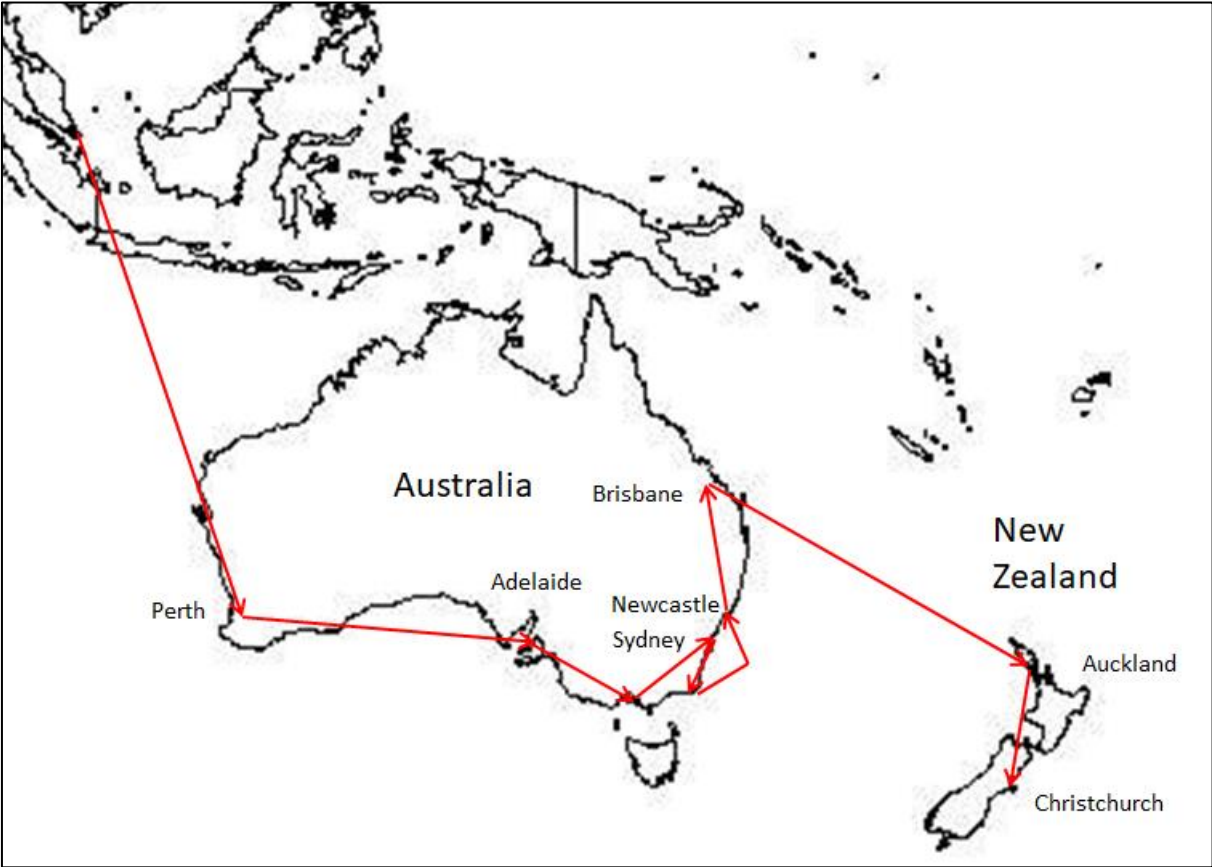 Australia
Brisbane
New
Zealand
Adelaide
Perth
Newcastle
Sydney
Auckland
Christchurch